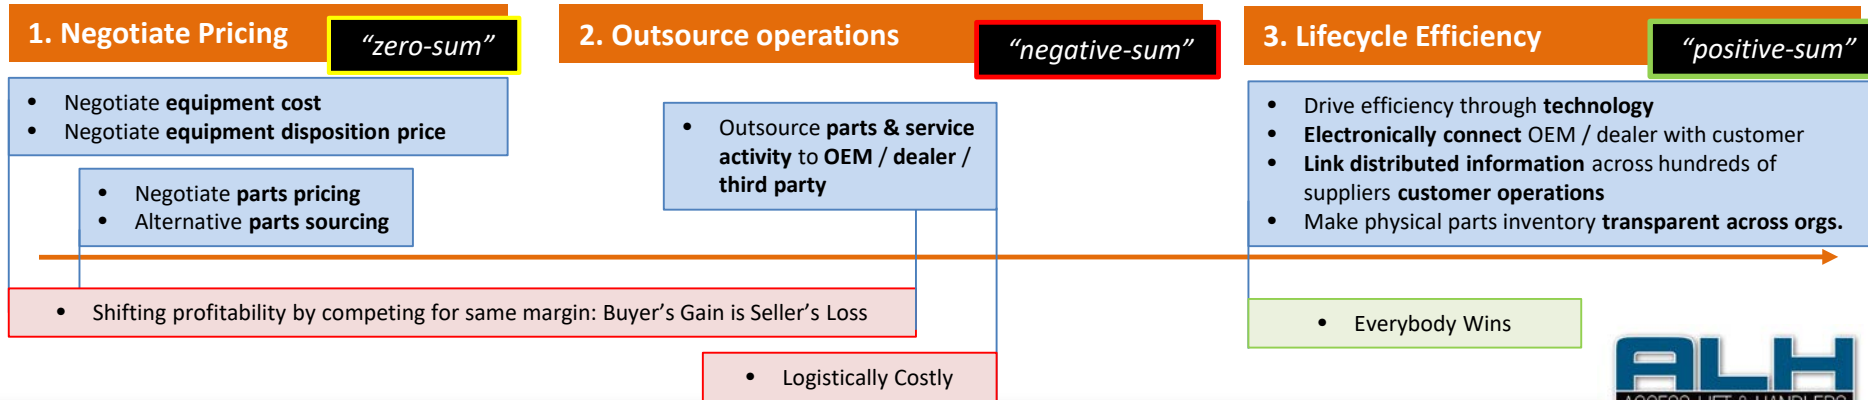 1. Negotiate Pricing
“zero-sum”
2. Outsource operations
“negative-sum”
3. Lifecycle Efficiency
“positive-sum”
• Negotiate equipment cost
• Negotiate equipment disposition price
• Negotiate parts pricing
• Alternative parts sourcing
• Outsource parts & service
activity to OEM / dealer /
third party
• Drive efficiency through technology
• Electronically connect OEM / dealer with customer
• Link distributed information across hundreds of
suppliers customer operations
• Make physical parts inventory transparent across orgs.
• Shifting profitability by competing for same margin: Buyer’s Gain is Seller’s Loss
• Logistically Costly
• Everybody Wins
ALH
ACCESS LIFT & HANDLERS